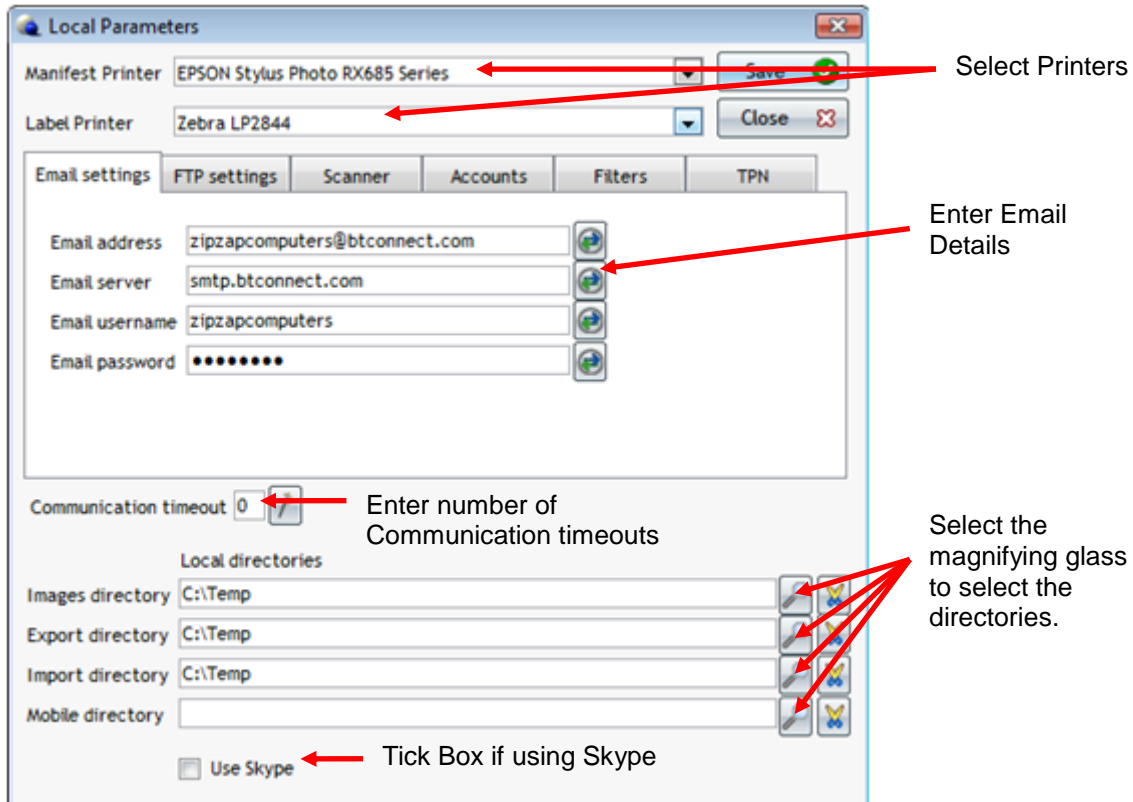 Local Parameters
Manifest Printer EPSON Stylus Photo RX685 Series Save
Select Printers
Label Printer Zebra LP2844 Close
Email settings FTP settings Scanner Accounts Filters TPN
Enter Email
Details
Email address zipzapcomputers@btconnect.com
Email server smtp.btconnect.com
Email username zipzapcomputers
Email password ••••••••
Communication timeout 0
Enter number of
Communication timeouts
Select the
magnifying glass
to select the
directories.
Local directories
Images directory C:\Temp
Export directory C:\Temp
Import directory C:\Temp
Mobile directory
Use Skype
Tick Box if using Skype